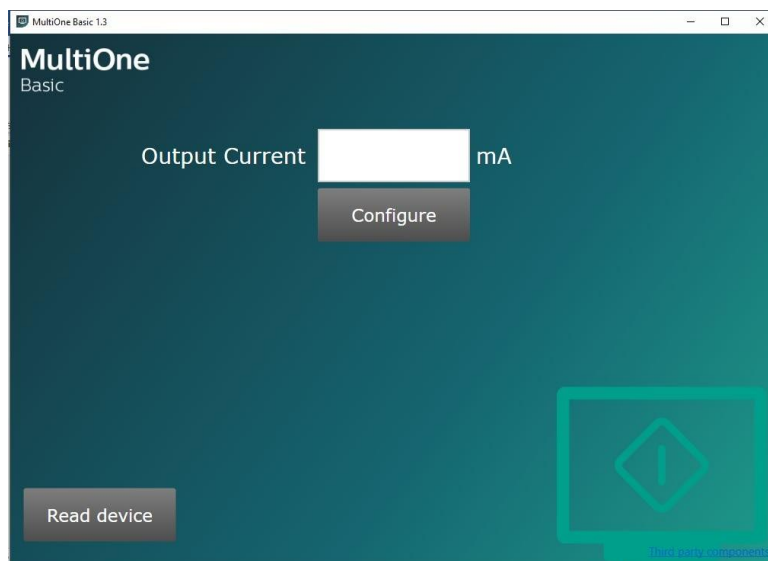 MultiOne Basic 1.3
MultiOne
Basic
Output Current mA
Configure
Read device
Third party components